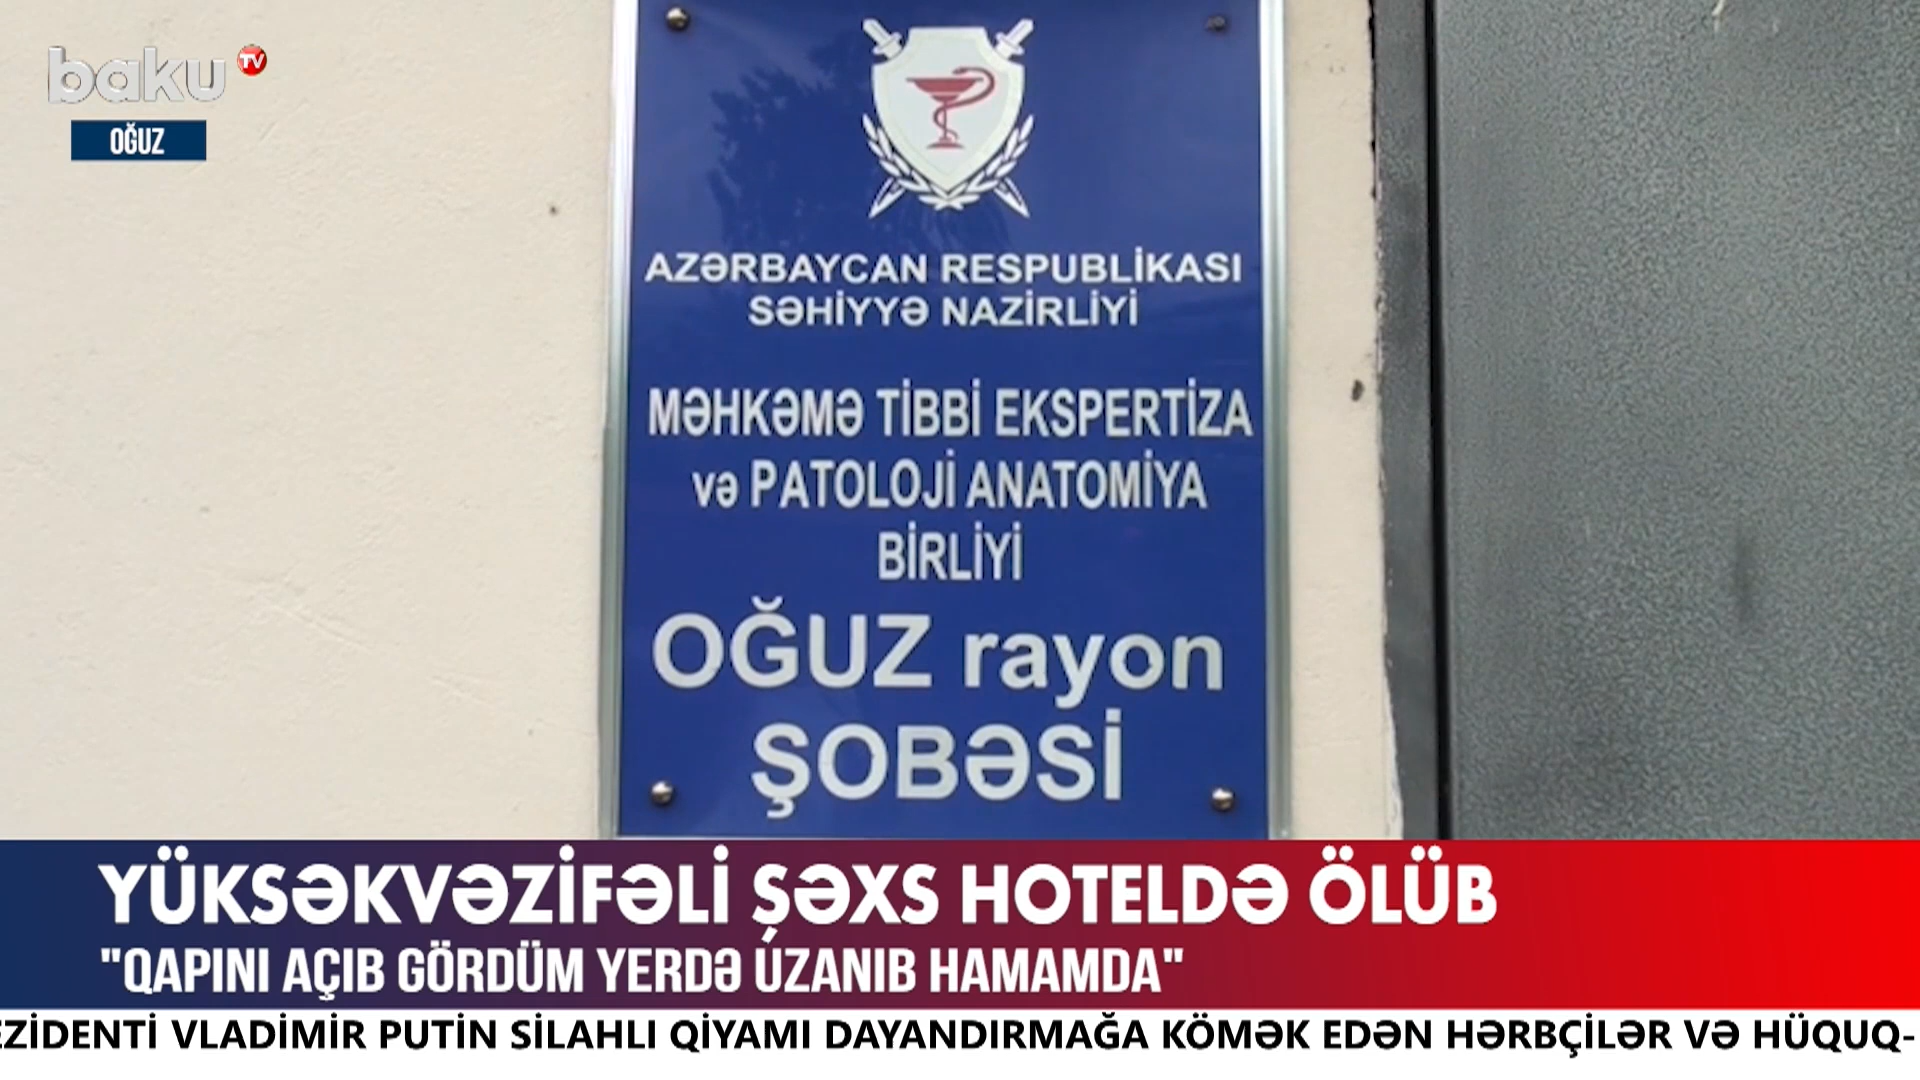 baku TV
OĞUZ
AZƏRBAYCAN RESPUBLİKASI
SƏHİYYƏ NAZİRLİYİ
MƏHKƏMƏ TİBBİ EKSPERTİZA
və PATOLOJİ ANATOMİYA
BİRLİYİ
OĞUZ rayon
ŞOBƏSİ
YÜKSƏKVƏZİFƏLİ ŞƏXS HOTELDƏ ÖLÜB
"QAPINI AÇIB GÖRDÜM YERDƏ UZANIB HAMAMDA"
EZİDENTİ VLADİMİR PUTİN SİLAHLI QİYAMI DAYANDIRMAĞA KÖMƏK EDƏN HƏRBÇİLƏR VƏ HÜQUQ-